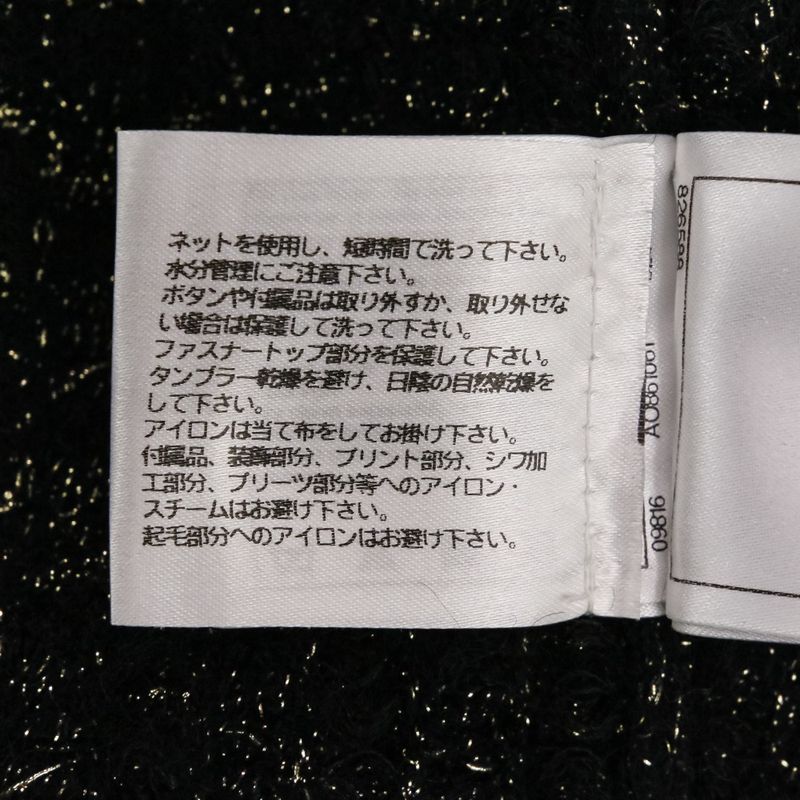 ネットを使用し、短時間で洗って下さい。
水分管理にご注意下さい。
ボタンや付属品は取り外すか、取り外せな
い場合は保護して洗って下さい。
ファスナートップ部分を保護して下さい。
タンブラー乾燥を避け、日陰の自然乾燥を
して下さい。
アイロンは当て布をしてお掛け下さい。
付属品、装飾部分、プリント部分、シワ加
工部分、プリーツ部分等へのアイロン・
スチームはお避け下さい。
起毛部分へのアイロンはお避け下さい。
09816